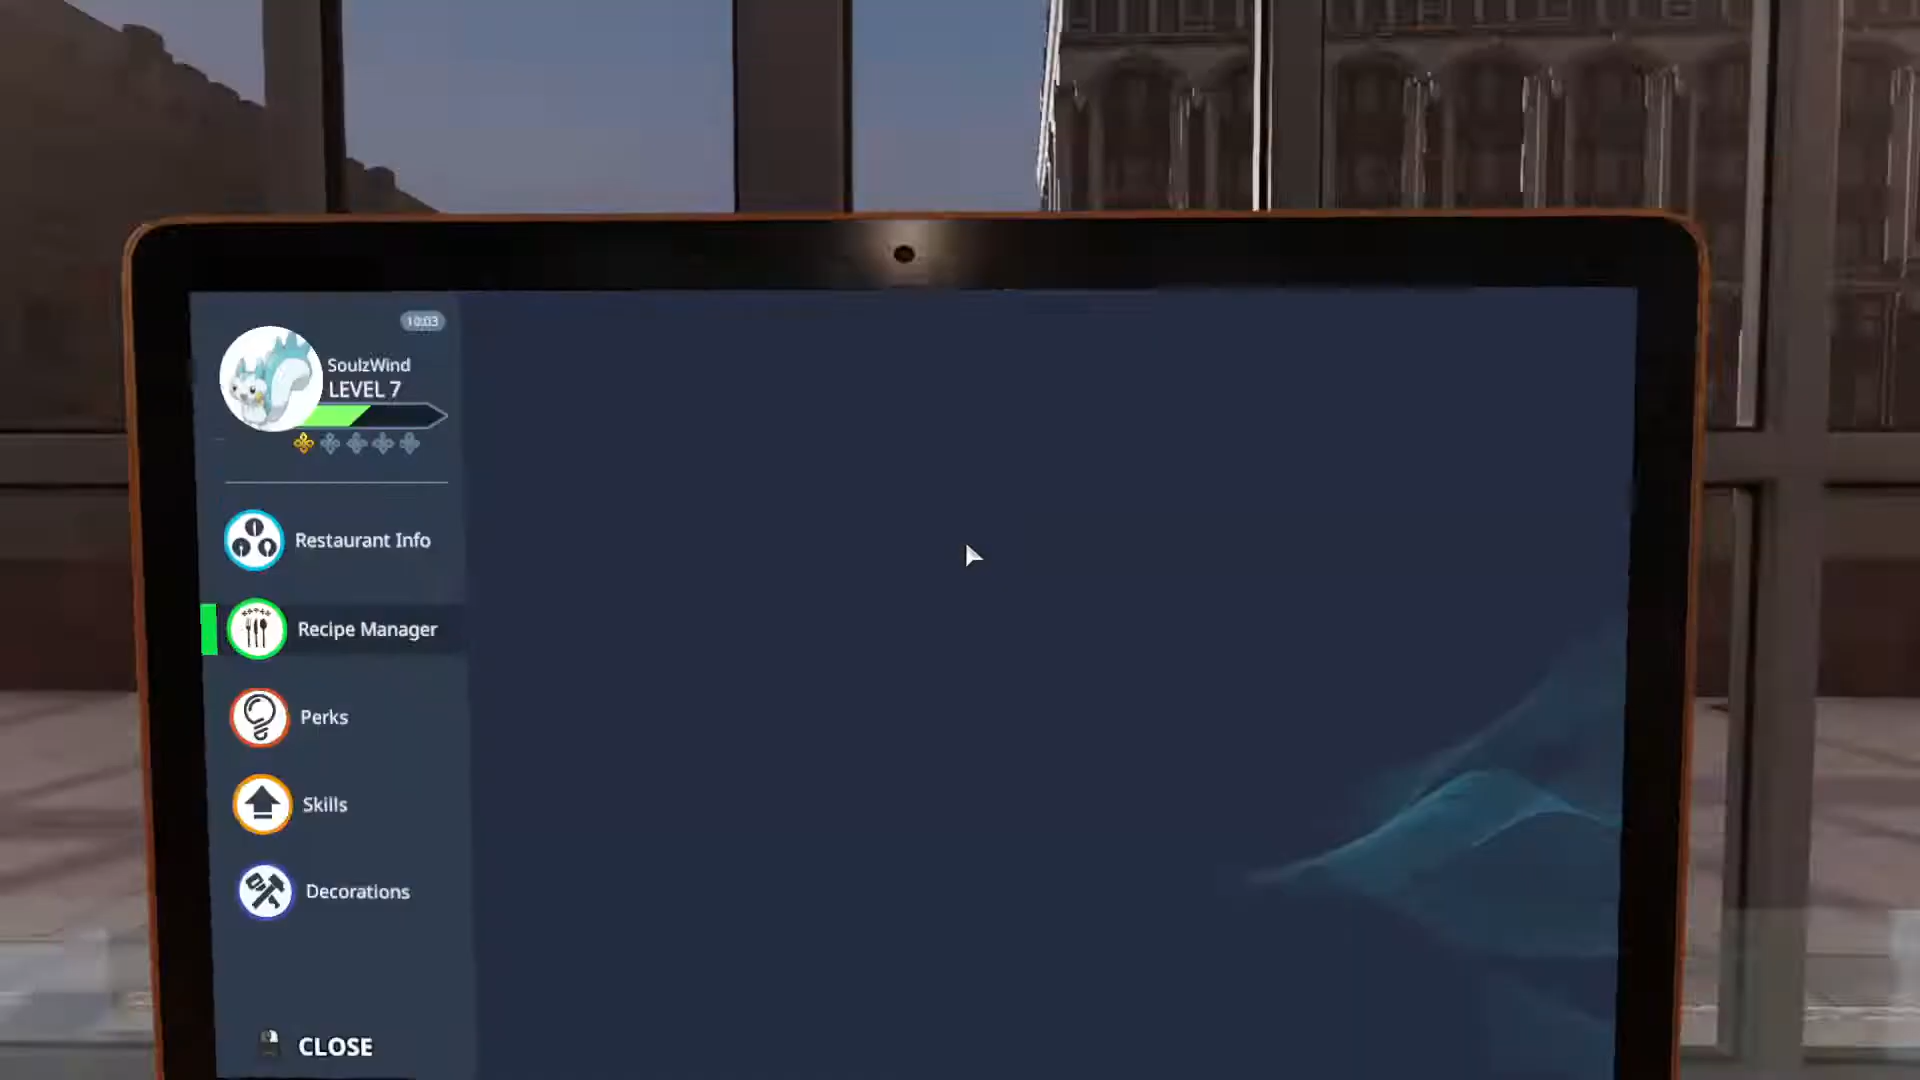 10:03
SoulzWind
LEVEL 7
Restaurant Info
Recipe Manager
Perks
Skills
Decorations
CLOSE